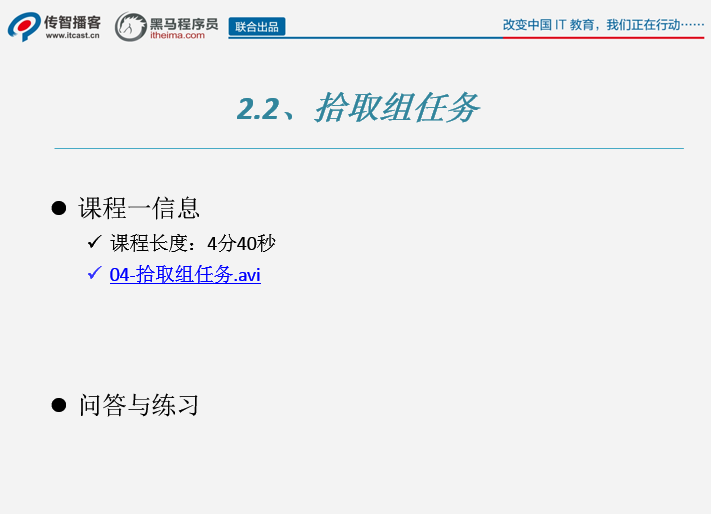 传智播客
www.itcast.cn
黑马程序员
itheima.com
联合出品
改变中国 IT 教育，我们正在行动……
2.2、拾取组任务
课程一信息
课程长度：4分40秒
04-拾取组任务.avi
问答与练习